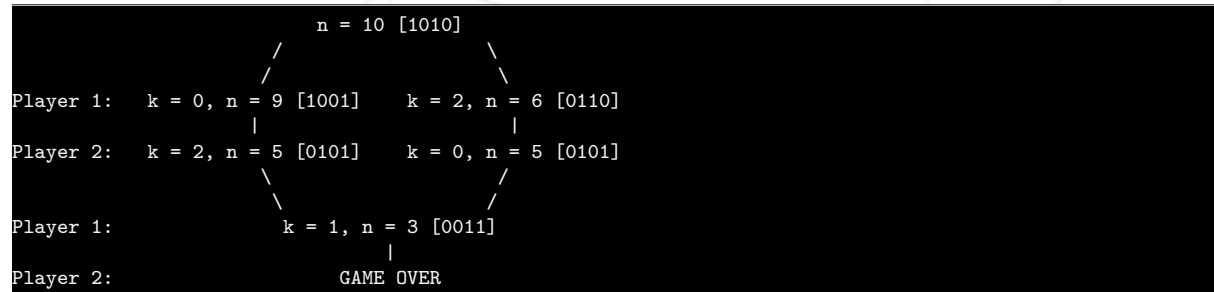 n = 10 [1010]
/ \
/ \
Player 1: k = 0, n = 9 [1001] k = 2, n = 6 [0110]
| |
Player 2: k = 2, n = 5 [0101] k = 0, n = 5 [0101]
\ /
\ /
Player 1: k = 1, n = 3 [0011]
|
Player 2: GAME OVER